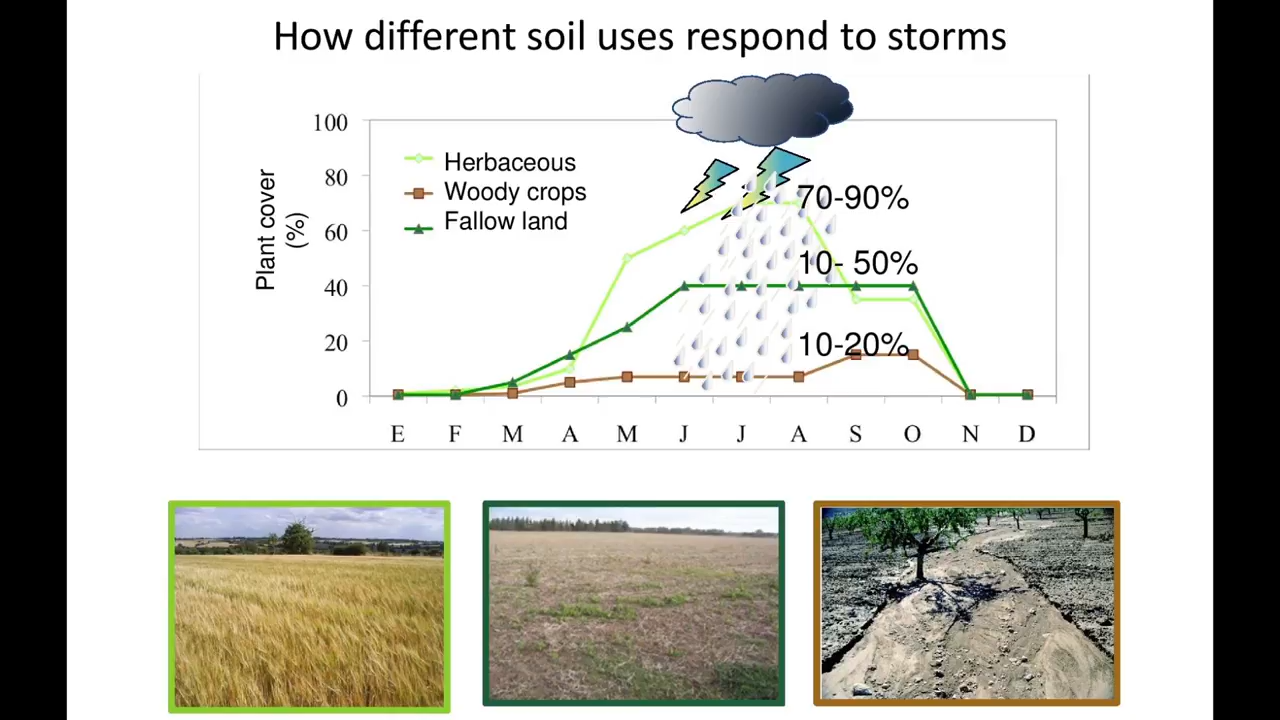 How different soil uses respond to storms
100
80
60
40
20
0
Plant cover
(%)
Herbaceous
Woody crops
Fallow land
70-90%
10- 50%
10-20%
E F M A M J J A S O N D